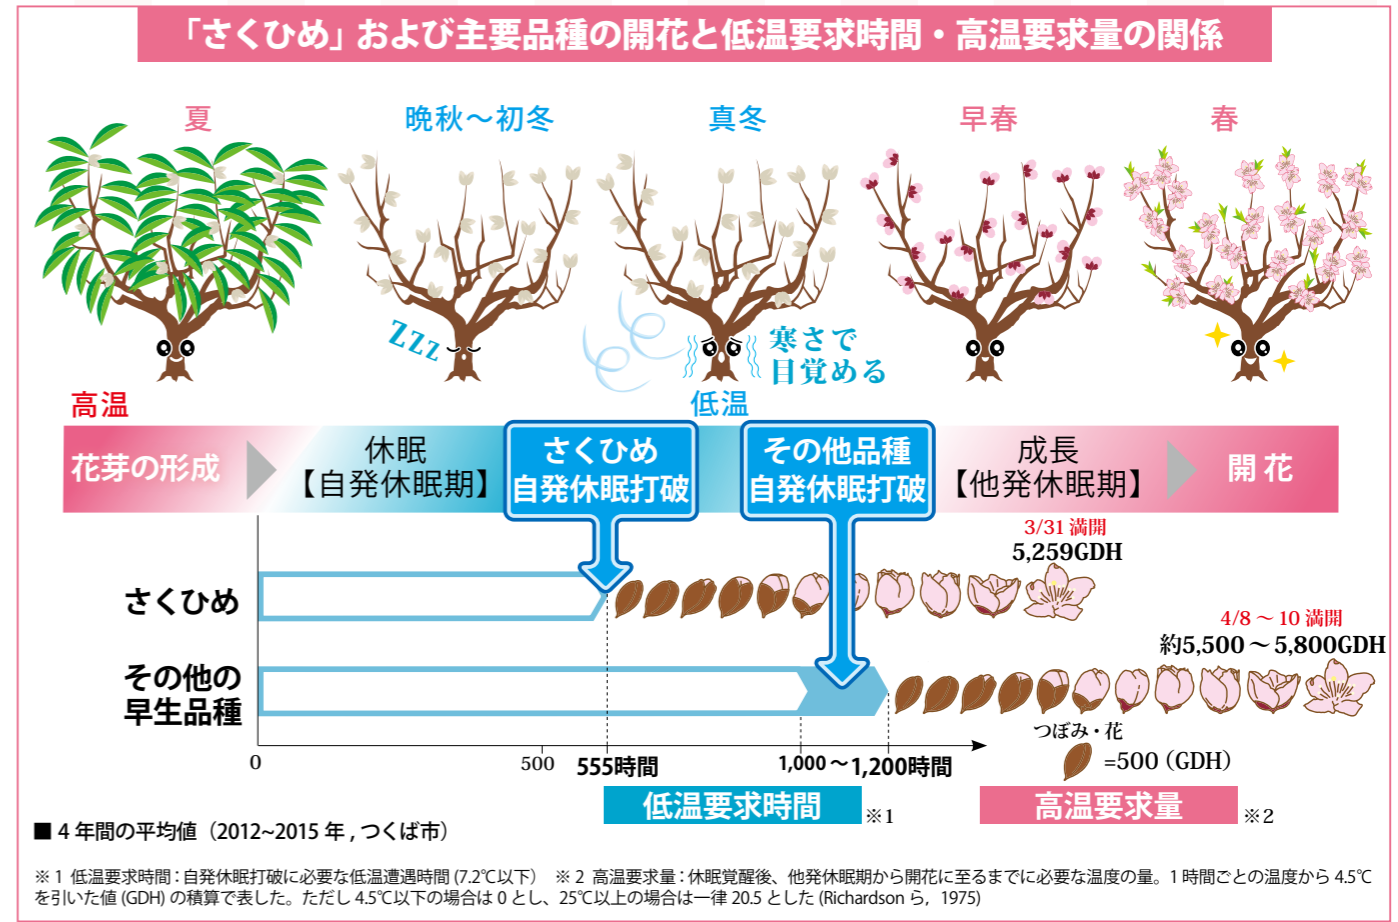 「さくひめ」および主要品種の開花と低温要求時間・高温要求量の関係
夏
晩秋～初冬
真冬
早春
春
ZZZ
寒さで
目覚める
高温
低温
花芽の形成
休眠
【自発休眠期】
さくひめ
自発休眠打破
その他品種
自発休眠打破
成長
【他発休眠期】
開花
3/31 満開
5,259GDH
さくひめ
4/8 ～ 10 満開
約5,500 ～ 5,800GDH
その他の
早生品種
つぼみ・花
=500（GDH）
0
500
555時間
1,000 ～ 1,200時間
低温要求時間 ※1
高温要求量 ※2
■ 4 年間の平均値（2012~2015 年 , つくば市）
※ 1 低温要求時間 : 自発休眠打破に必要な低温遭遇時間 (7.2℃以下） ※ 2 高温要求量 : 休眠覚醒後、他発休眠期から開花に至るまでに必要な温度の量。1 時間ごとの温度から 4.5℃
を引いた値 (GDH) の積算で表した。ただし 4.5℃以下の場合は 0 とし、25℃以上の場合は一律 20.5 とした (Richardson ら, 1975)